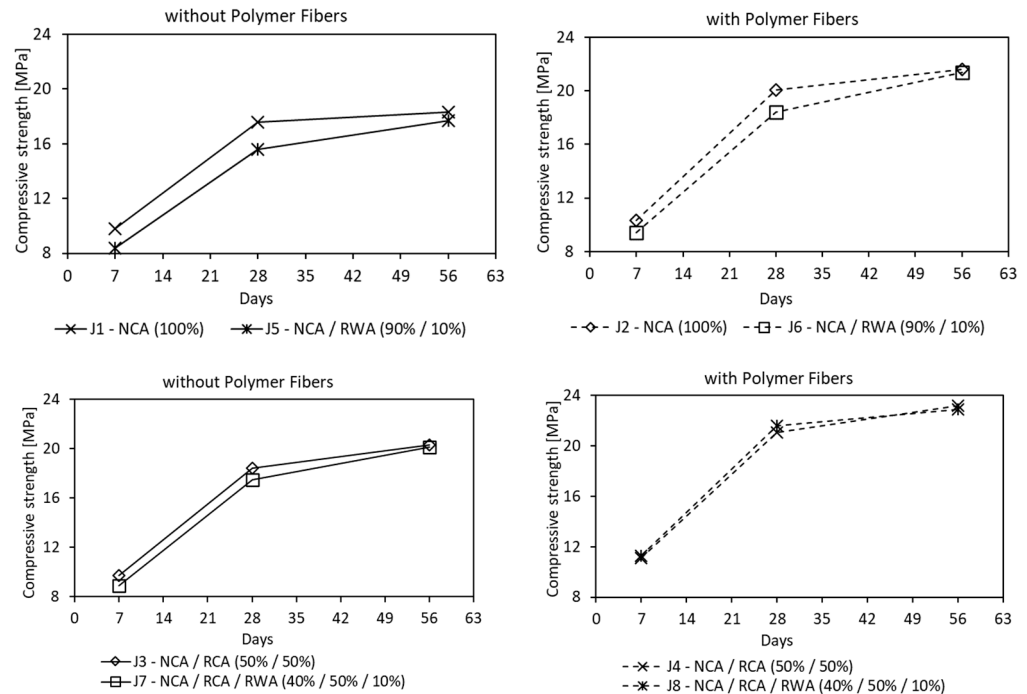 without Polymer Fibers
Compressive strength [MPa]
24
20
16
12
8
0 7 14 21 28 35 42 49 56 63
Days
J1 - NCA (100%) J5 - NCA / RWA (90% / 10%)
with Polymer Fibers
Compressive strength [MPa]
24
20
16
12
8
0 7 14 21 28 35 42 49 56 63
Days
J2 - NCA (100%) J6 - NCA / RWA (90% / 10%)
without Polymer Fibers
Compressive strength [MPa]
24
20
16
12
8
0 7 14 21 28 35 42 49 56 63
Days
J3 - NCA / RCA (50% / 50%)
J7 - NCA / RCA / RWA (40% / 50% / 10%)
with Polymer Fibers
Compressive strength [MPa]
24
20
16
12
8
0 7 14 21 28 35 42 49 56 63
Days
J4 - NCA / RCA (50% / 50%)
J8 - NCA / RCA / RWA (40% / 50% / 10%)